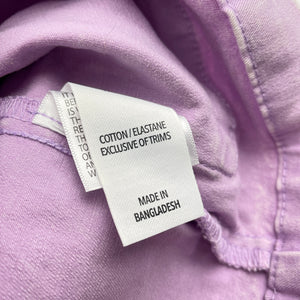 COTTON / ELASTANE
EXCLUSIVE OF TRIMS
MADE IN
BANGLADESH